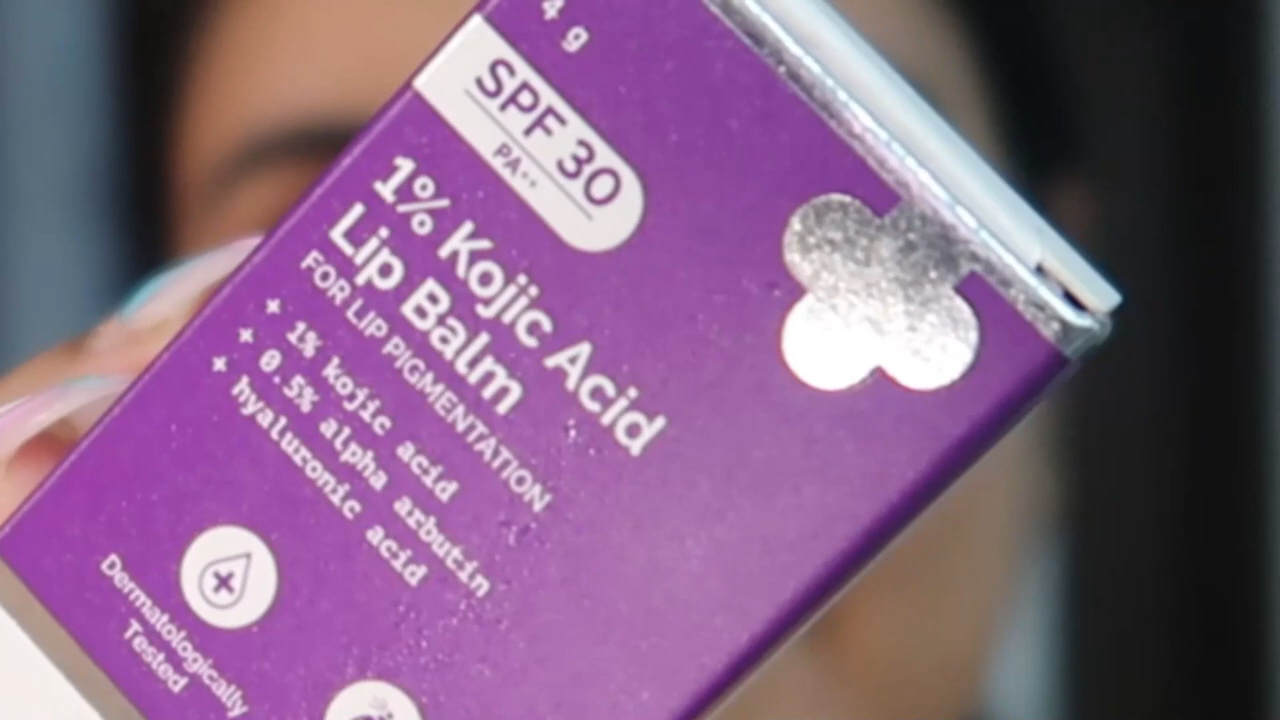 4 g
SPF 30
PA++
1% Kojic Acid
Lip Balm
FOR LIP PIGMENTATION
+ 1% kojic acid
+ 0.5% alpha arbutin
+ hyaluronic acid
Dermatologically
Tested